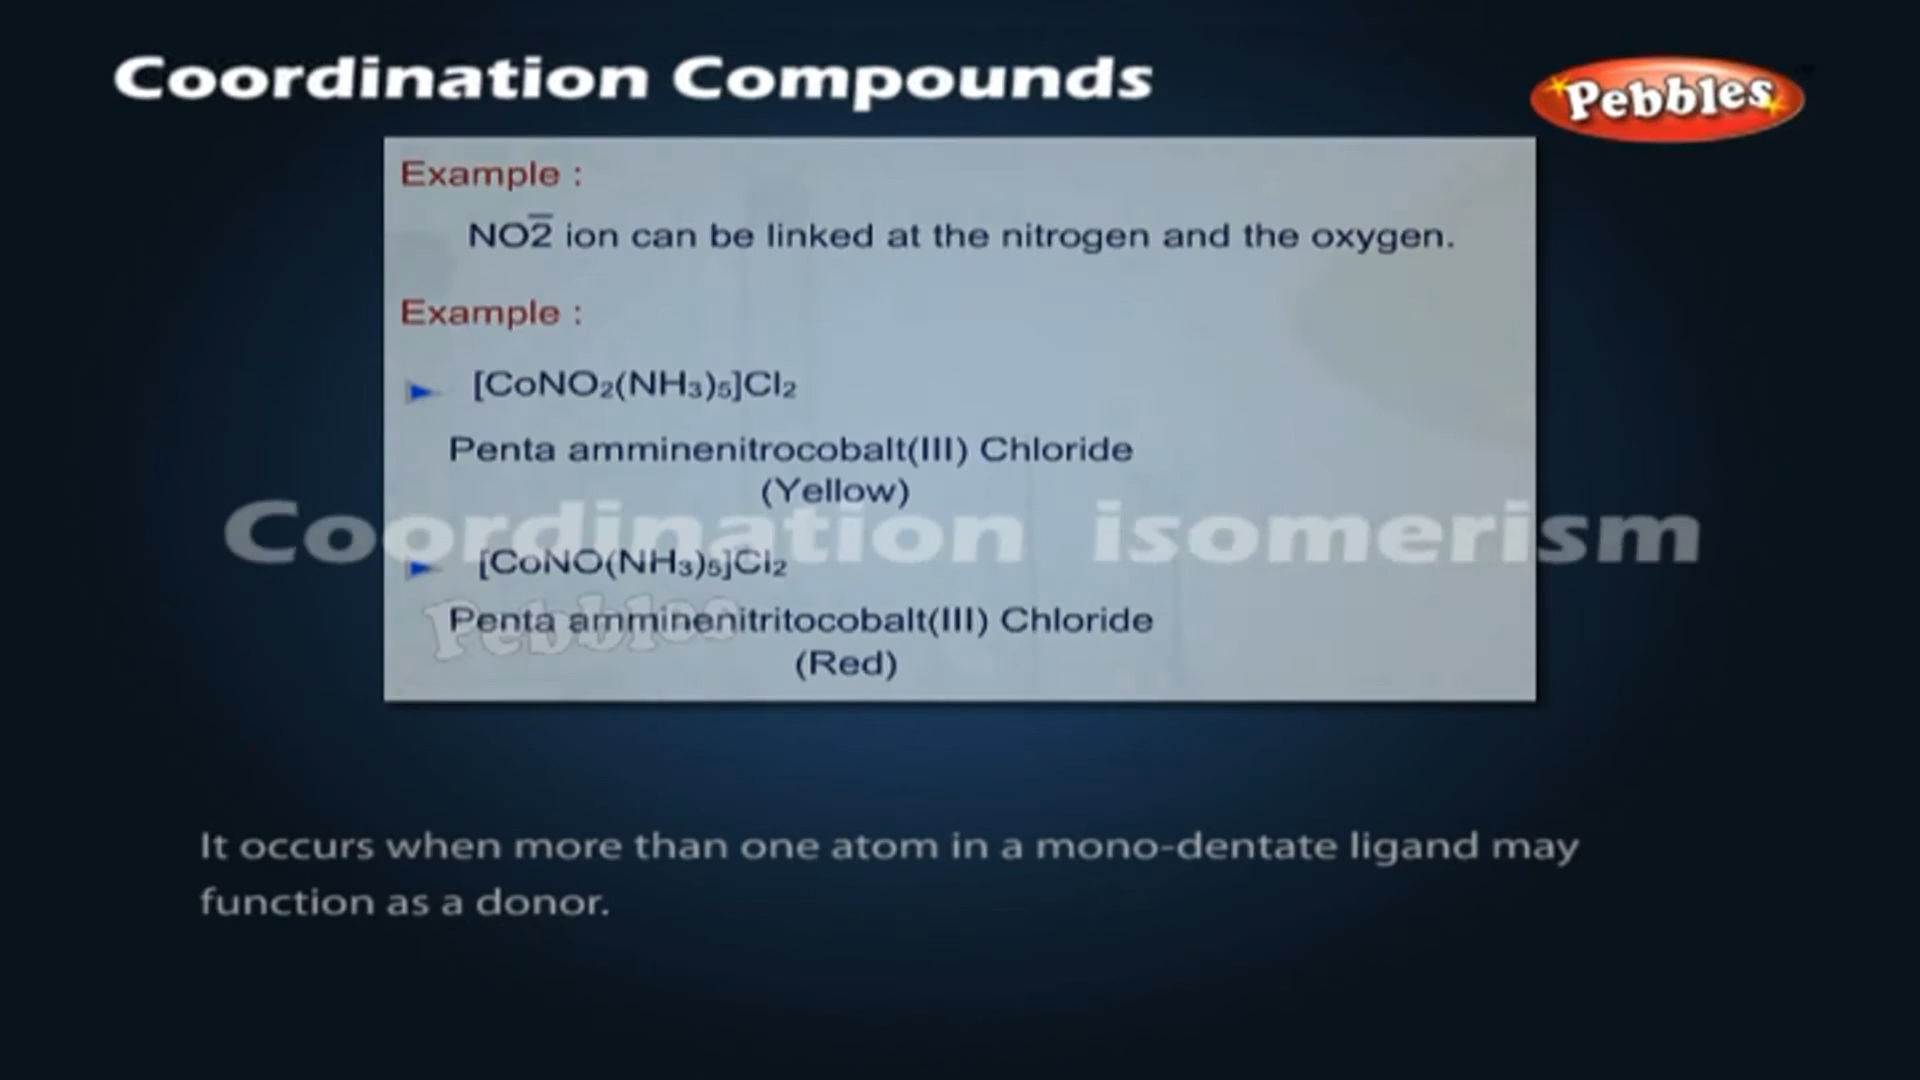 Coordination Compounds
Pebbles
Example :
NO2̅ ion can be linked at the nitrogen and the oxygen.
Example :
[CoNO₂(NH₃)₅]Cl₂
Penta amminenitrocobalt(III) Chloride
(Yellow)
Coordination isomerism
[CoNO(NH₃)₅]Cl₂
Pebbles
Penta amminenitritocobalt(III) Chloride
(Red)
It occurs when more than one atom in a mono-dentate ligand may
function as a donor.